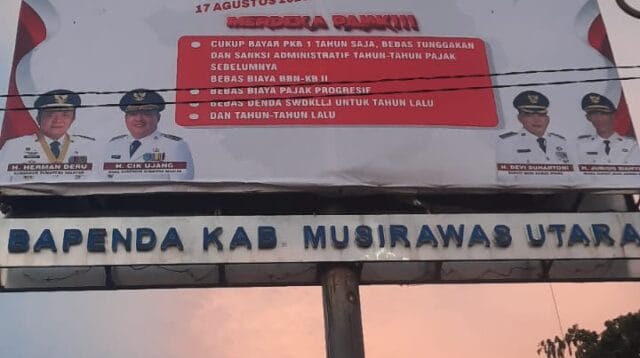 17 AGUSTUS
MERDEKA PAJAK!!!
CUKUP BAYAR PKB 1 TAHUN SAJA, BEBAS TUNGGAKAN
DAN SANKSI ADMINISTRATIF TAHUN-TAHUN PAJAK
SEBELUMNYA
BEBAS BIAYA BBN-KB II
BEBAS BIAYA PAJAK PROGRESIF
BEBAS DENDA SWDKLLJ UNTUK TAHUN LALU
DAN TAHUN-TAHUN LALU
H. HERMAN DERU
H. CIK UJANG
H. DEVI SUHARTONI
BAPENDA KAB. MUSIRAWAS UTARA